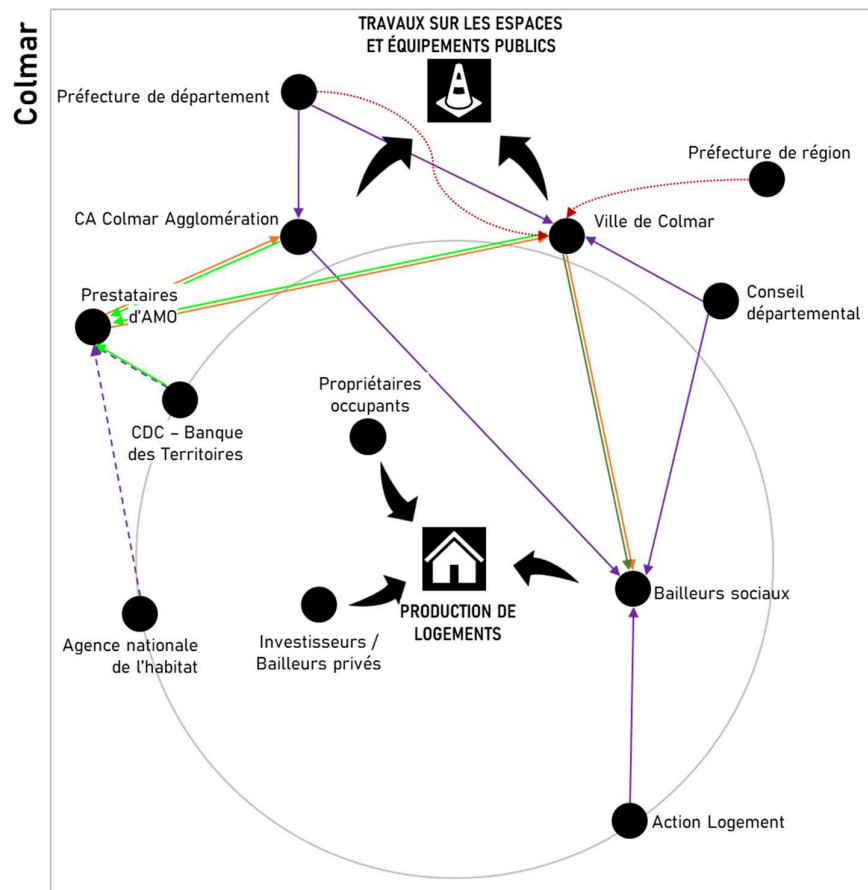 Colmar
TRAVAUX SUR LES ESPACES
ET ÉQUIPEMENTS PUBLICS
Préfecture de département
Préfecture de région
CA Colmar Agglomération
Ville de Colmar
Prestataires
d'AMO
Conseil
départemental
Propriétaires
occupants
CDC – Banque
des Territoires
PRODUCTION DE
LOGEMENTS
Bailleurs sociaux
Agence nationale
de l'habitat
Investisseurs /
Bailleurs privés
Action Logement